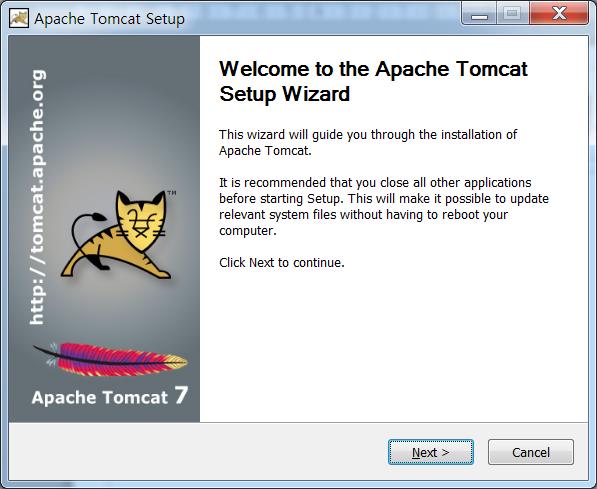 Apache Tomcat Setup
http://tomcat.apache.org
TM
Apache Tomcat 7
Welcome to the Apache Tomcat
Setup Wizard
This wizard will guide you through the installation of
Apache Tomcat.
It is recommended that you close all other applications
before starting Setup. This will make it possible to update
relevant system files without having to reboot your
computer.
Click Next to continue.
Next >
Cancel